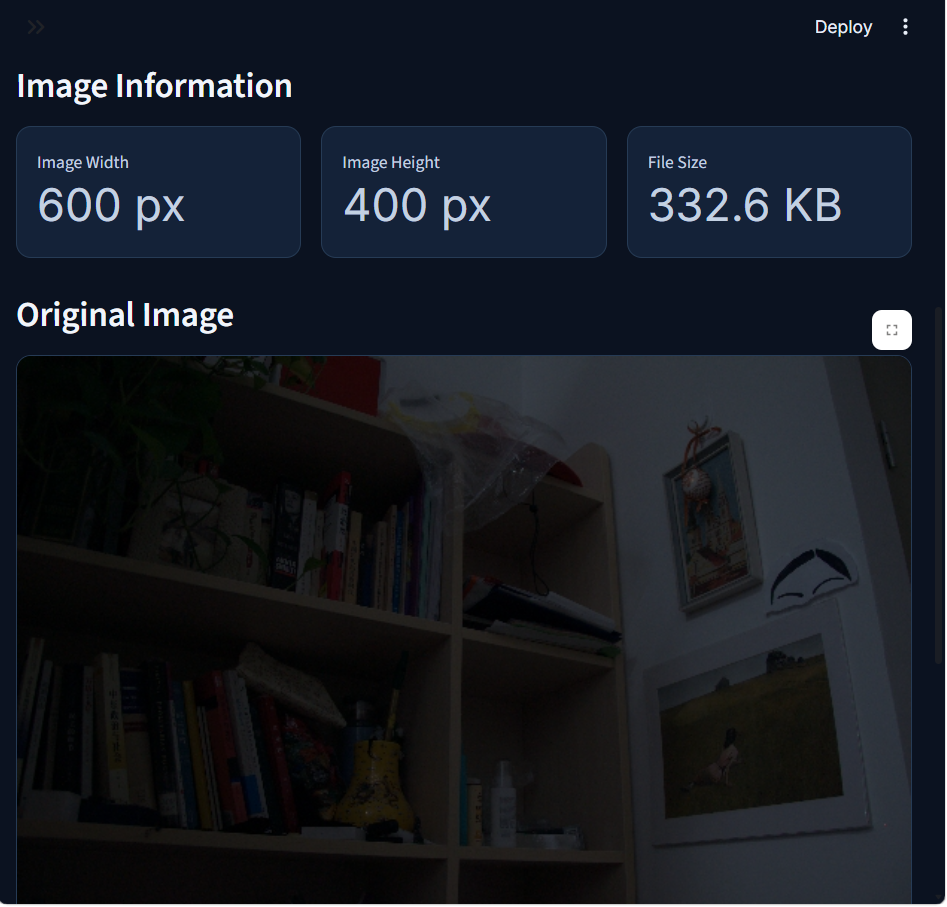 Deploy
Image Information
Image Width
600 px
Image Height
400 px
File Size
332.6 KB
Original Image